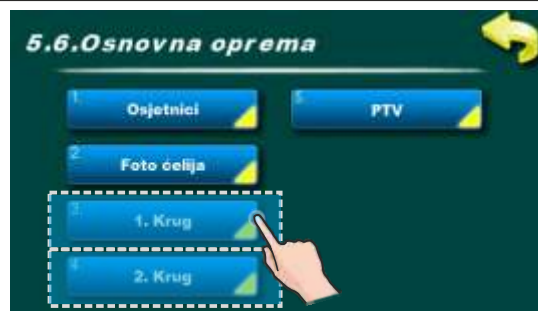 5.6.Osnovna oprema
1.
Osjetnici
2.
Foto ćelija
3.
1. Krug
4.
2. Krug
5.
PTV